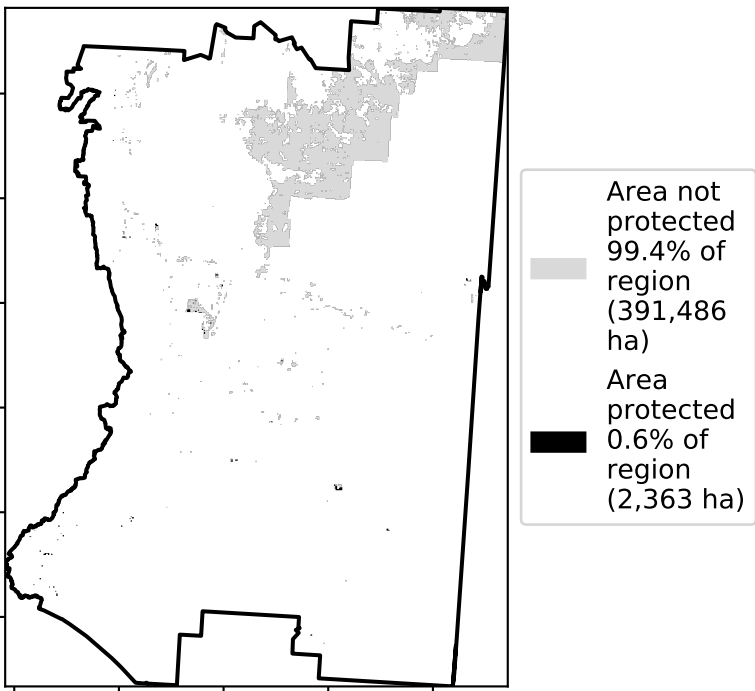 Area not
protected
99.4% of
region
(391,486
ha)
Area
protected
0.6% of
region
(2,363 ha)